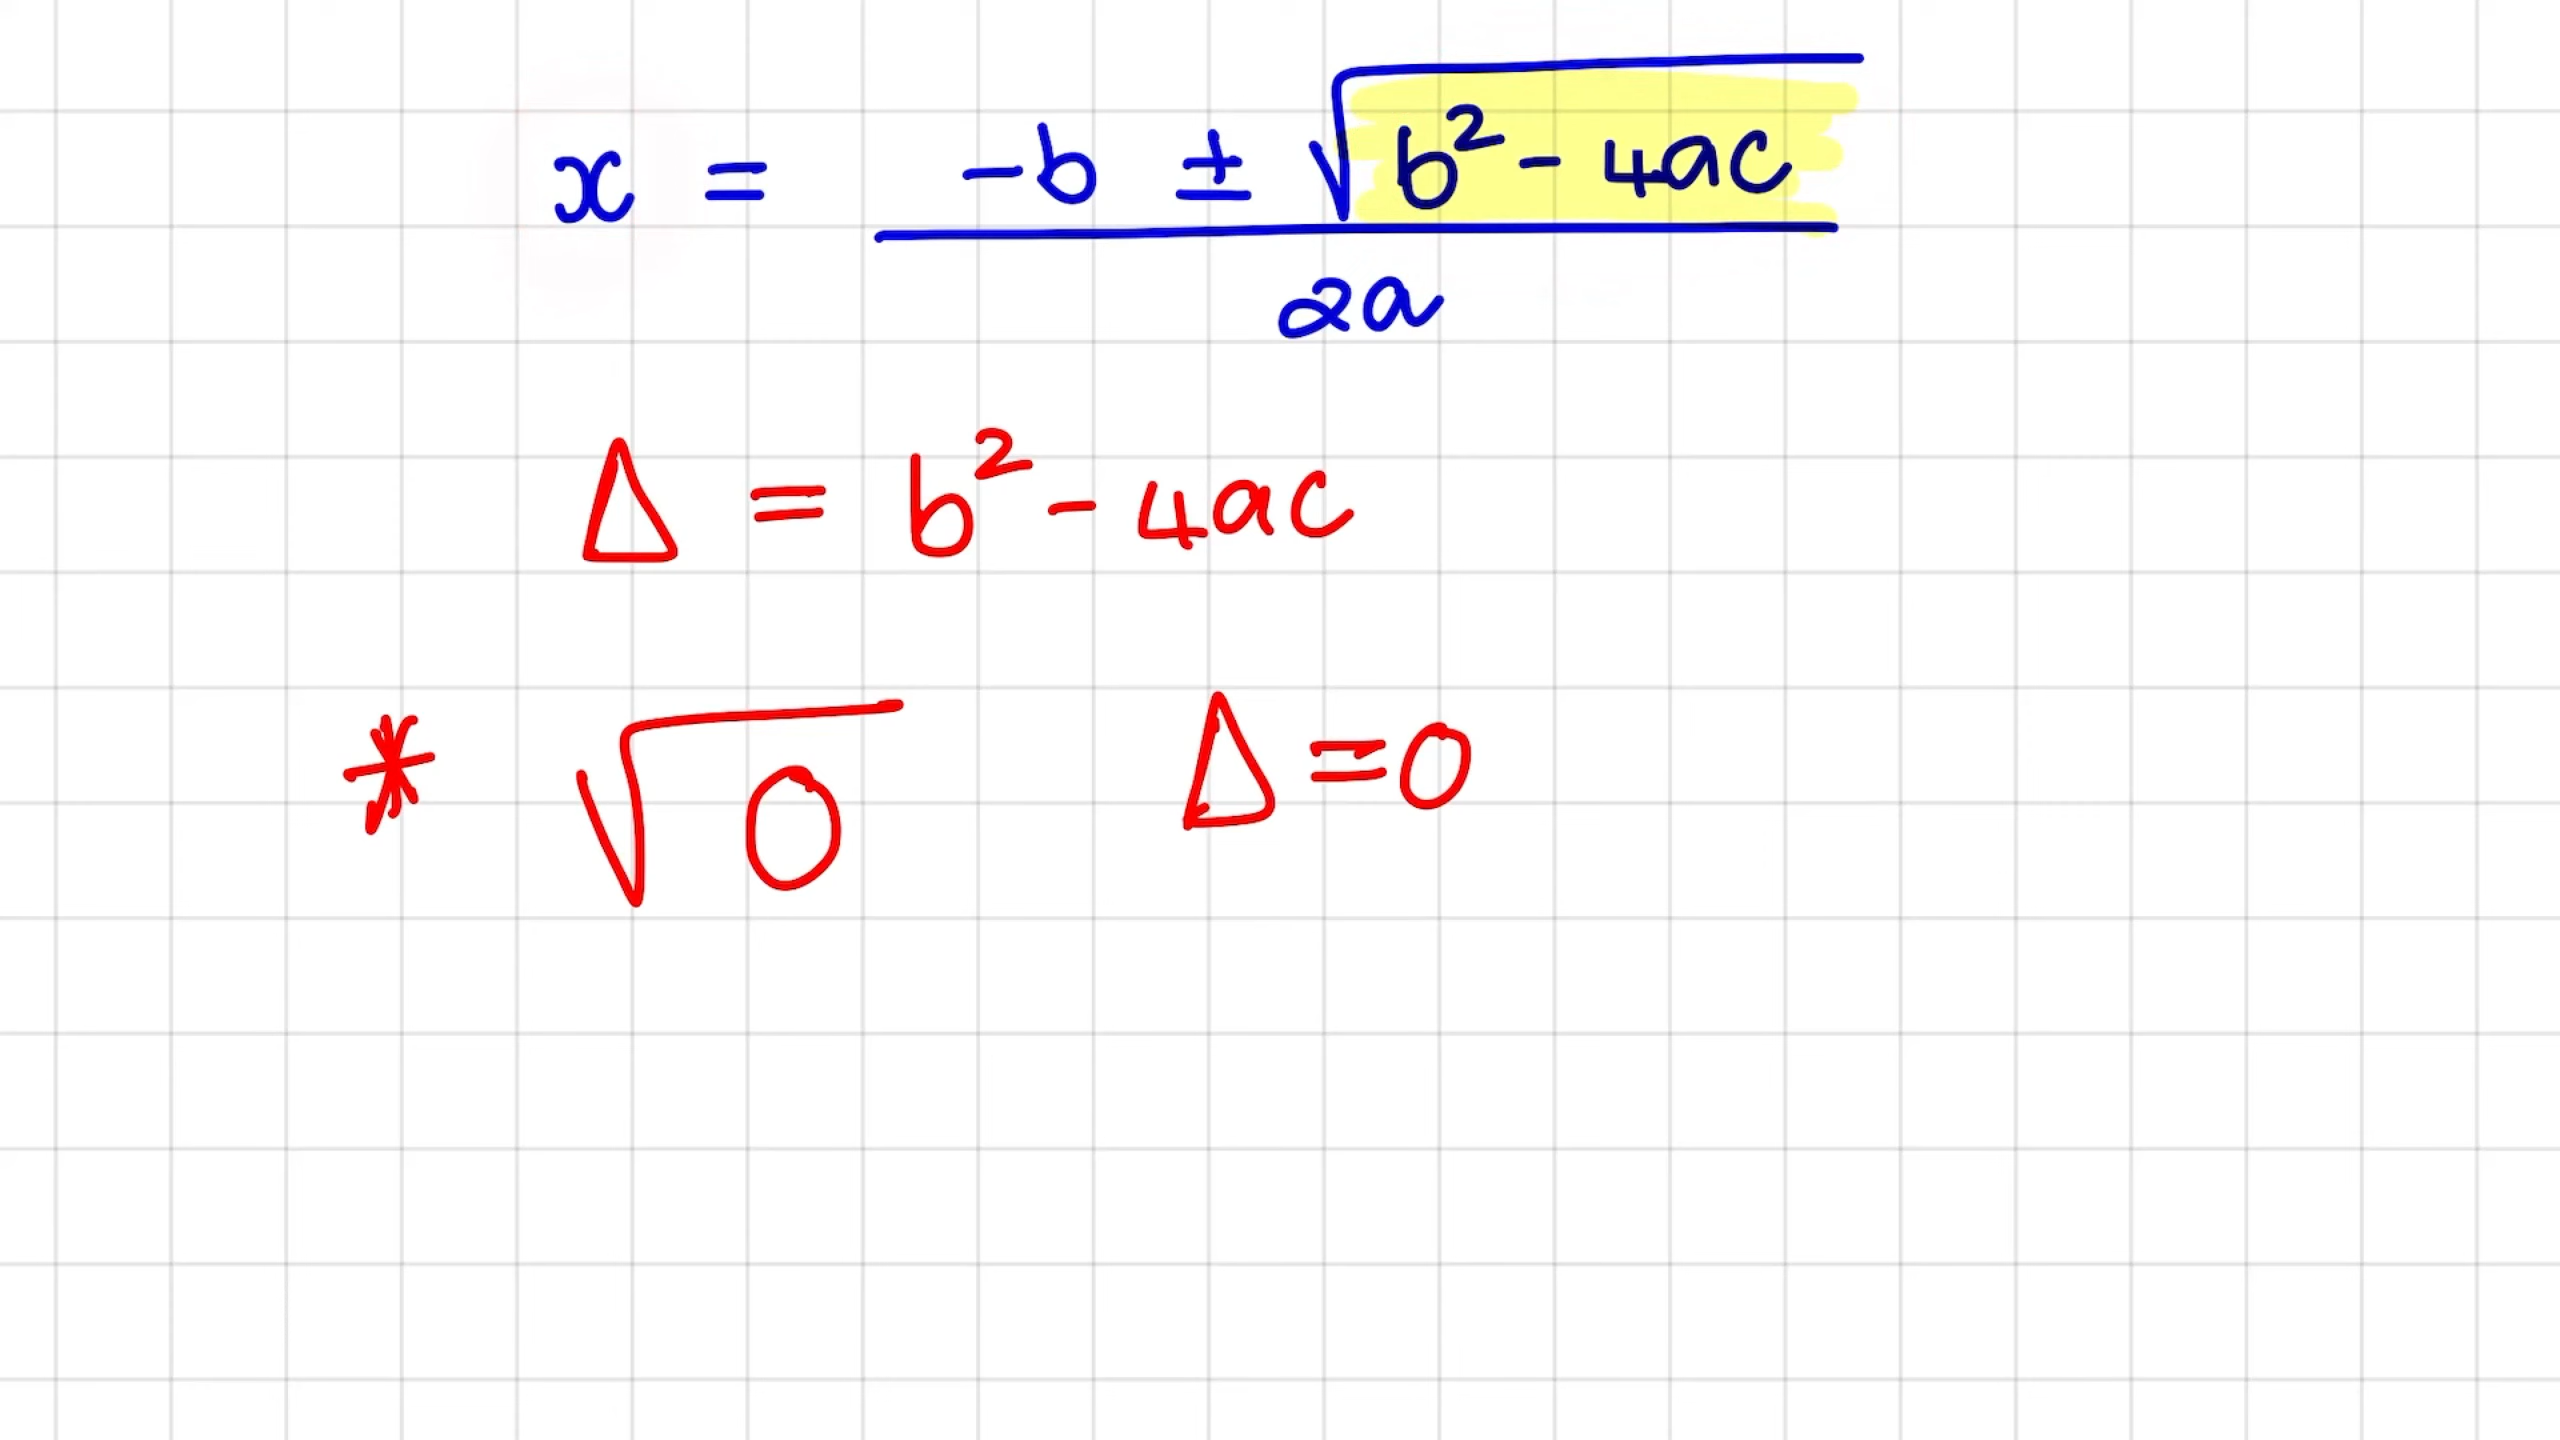 x = -b ± √b² - 4ac
2a
Δ = b² - 4ac
* √0 Δ = 0